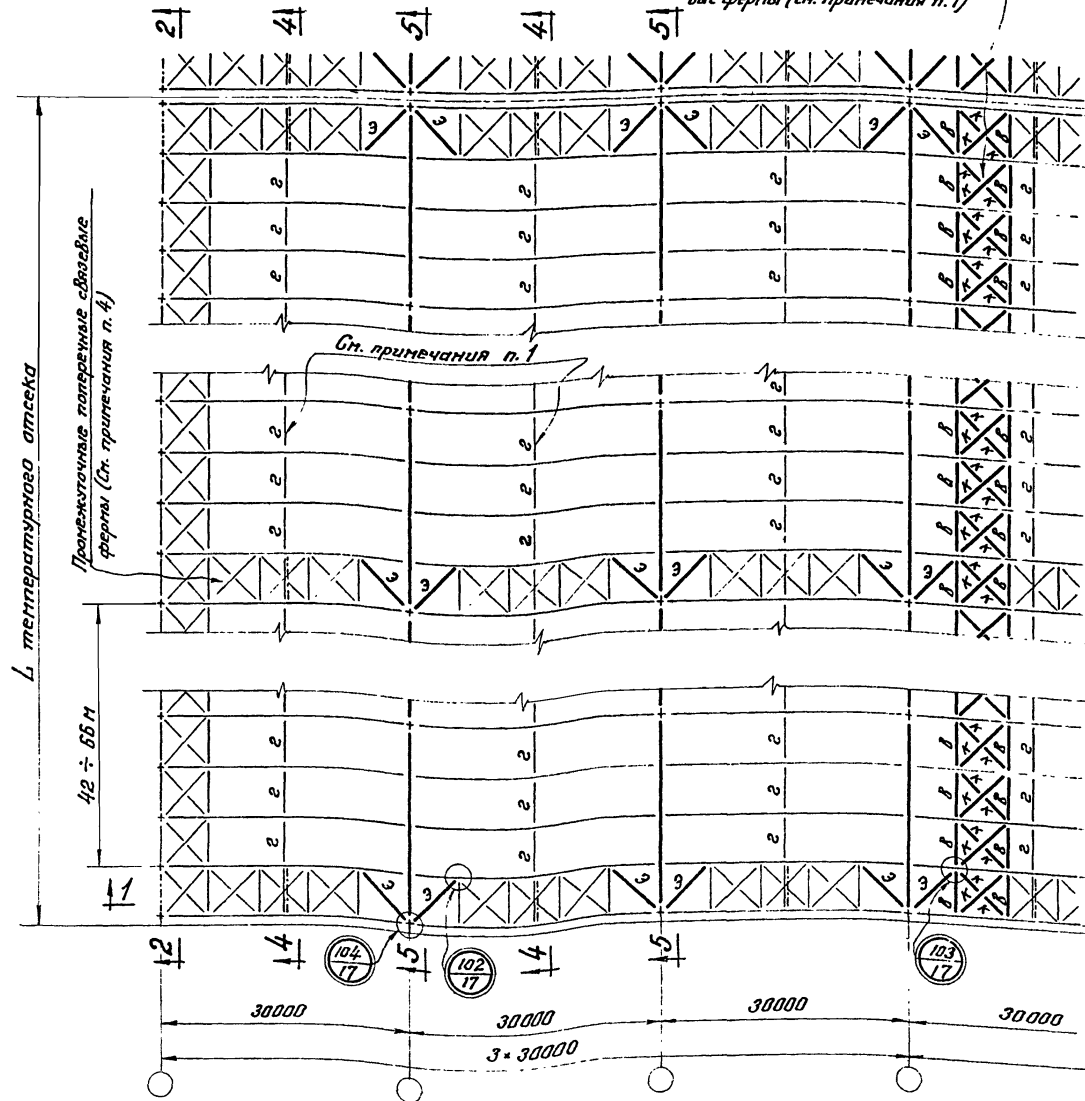 вые фермы (см. примечания п. 1)
2 4 5 4 5
э э э э э э
г г г в к к в г
г г г в к к в г
г г г в к к в г
L температурного отсека
Промежуточные поперечные связевые
фермы (См. примечания п. 4)
См. примечания п. 1
г г г в к к в г
г г г в к к в г
г г г в к к в г
э э э э э э
42 ÷ 66 м
г г г в к к в г
г г г в к к в г
г г г в к к в г
э э э э э э
1
2 4 5 4 5
104
17
102
17
103
17
30000 30000 30000 30000
3 × 30000